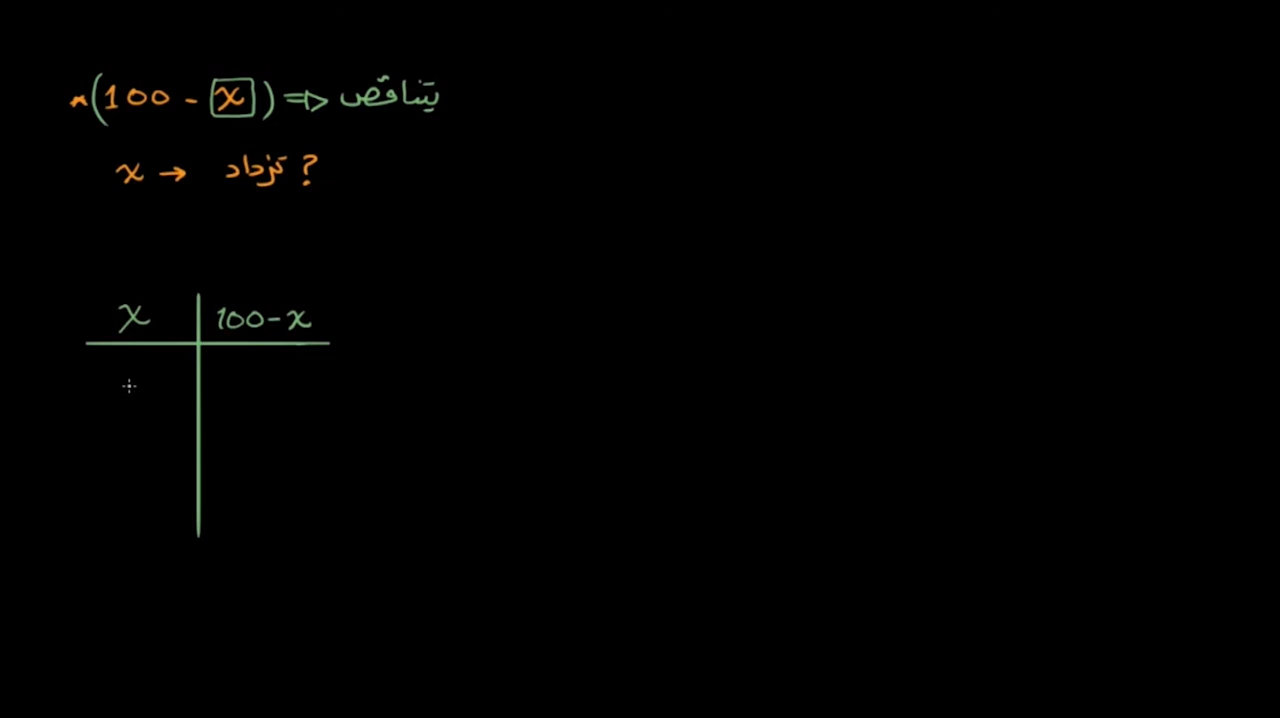 (100 - x) => يتناقص
x → تزداد ?
x | 100-x